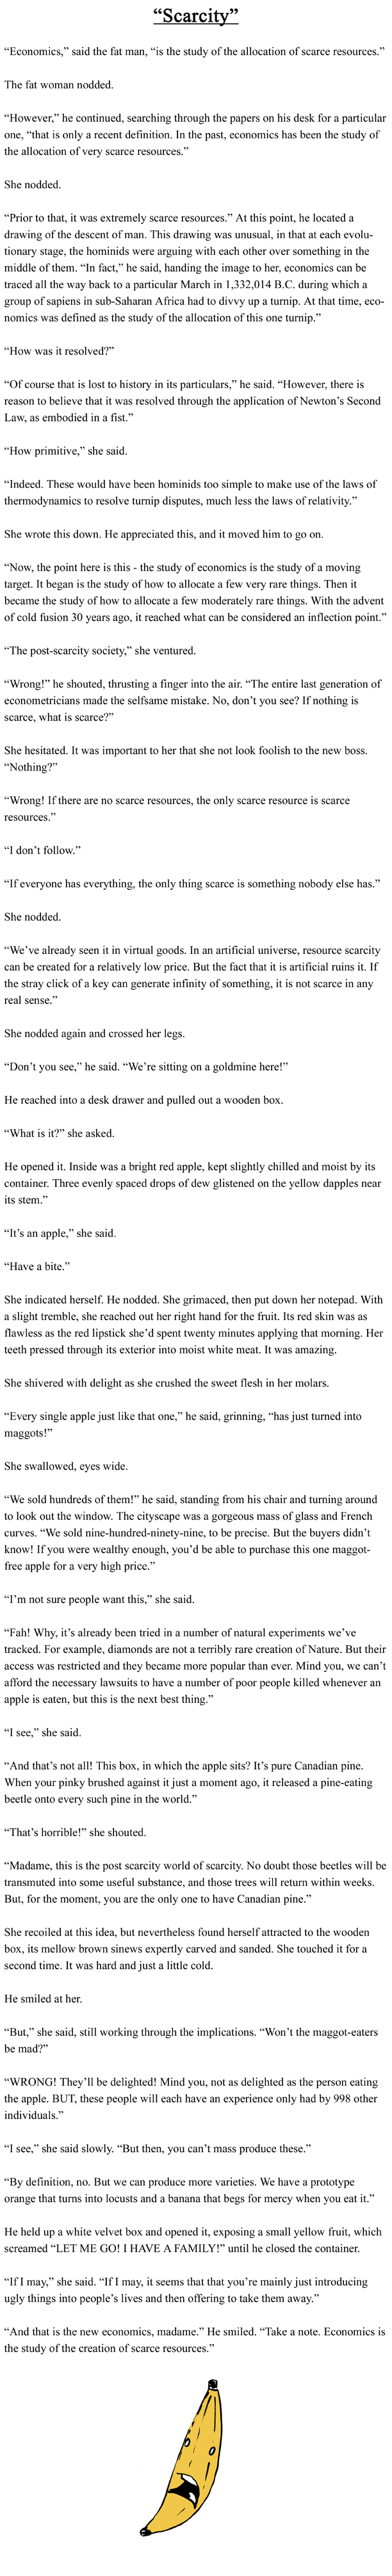 “Scarcity”
“Economics,” said the fat man, “is the study of the allocation of scarce resources.”
The fat woman nodded.
“However,” he continued, searching through the papers on his desk for a particular
one, “that is only a recent definition. In the past, economics has been the study of
the allocation of very scarce resources.”
She nodded.
“Prior to that, it was extremely scarce resources.” At this point, he located a
drawing of the descent of man. This drawing was unusual, in that at each evolu-
tionary stage, the hominids were arguing with each other over something in the
middle of them. “In fact,” he said, handing the image to her, economics can be
traced all the way back to a particular March in 1,332,014 B.C. during which a
group of sapiens in sub-Saharan Africa had to divvy up a turnip. At that time, eco-
nomics was defined as the study of the allocation of this one turnip.”
“How was it resolved?”
“Of course that is lost to history in its particulars,” he said. “However, there is
reason to believe that it was resolved through the application of Newton’s Second
Law, as embodied in a fist.”
“How primitive,” she said.
“Indeed. These would have been hominids too simple to make use of the laws of
thermodynamics to resolve turnip disputes, much less the laws of relativity.”
She wrote this down. He appreciated this, and it moved him to go on.
“Now, the point here is this - the study of economics is the study of a moving
target. It began is the study of how to allocate a few very rare things. Then it
became the study of how to allocate a few moderately rare things. With the advent
of cold fusion 30 years ago, it reached what can be considered an inflection point.”
“The post-scarcity society,” she ventured.
“Wrong!” he shouted, thrusting a finger into the air. “The entire last generation of
econometricians made the selfsame mistake. No, don’t you see? If nothing is
scarce, what is scarce?”
She hesitated. It was important to her that she not look foolish to the new boss.
“Nothing?”
“Wrong! If there are no scarce resources, the only scarce resource is scarce
resources.”
“I don’t follow.”
“If everyone has everything, the only thing scarce is something nobody else has.”
She nodded.
“We’ve already seen it in virtual goods. In an artificial universe, resource scarcity
can be created for a relatively low price. But the fact that it is artificial ruins it. If
the stray click of a key can generate infinity of something, it is not scarce in any
real sense.”
She nodded again and crossed her legs.
“Don’t you see,” he said. “We’re sitting on a goldmine here!”
He reached into a desk drawer and pulled out a wooden box.
“What is it?” she asked.
He opened it. Inside was a bright red apple, kept slightly chilled and moist by its
container. Three evenly spaced drops of dew glistened on the yellow dapples near
its stem.”
“It’s an apple,” she said.
“Have a bite.”
She indicated herself. He nodded. She grimaced, then put down her notepad. With
a slight tremble, she reached out her right hand for the fruit. Its red skin was as
flawless as the red lipstick she’d spent twenty minutes applying that morning. Her
teeth pressed through its exterior into moist white meat. It was amazing.
She shivered with delight as she crushed the sweet flesh in her molars.
“Every single apple just like that one,” he said, grinning, “has just turned into
maggots!”
She swallowed, eyes wide.
“We sold hundreds of them!” he said, standing from his chair and turning around
to look out the window. The cityscape was a gorgeous mass of glass and French
curves. “We sold nine-hundred-ninety-nine, to be precise. But the buyers didn’t
know! If you were wealthy enough, you’d be able to purchase this one maggot-
free apple for a very high price.”
“I’m not sure people want this,” she said.
“Fah! Why, it’s already been tried in a number of natural experiments we’ve
tracked. For example, diamonds are not a terribly rare creation of Nature. But their
access was restricted and they became more popular than ever. Mind you, we can’t
afford the necessary lawsuits to have a number of poor people killed whenever an
apple is eaten, but this is the next best thing.”
“I see,” she said.
“And that’s not all! This box, in which the apple sits? It’s pure Canadian pine.
When your pinky brushed against it just a moment ago, it released a pine-eating
beetle onto every such pine in the world.”
“That’s horrible!” she shouted.
“Madame, this is the post scarcity world of scarcity. No doubt those beetles will be
transmuted into some useful substance, and those trees will return within weeks.
But, for the moment, you are the only one to have Canadian pine.”
She recoiled at this idea, but nevertheless found herself attracted to the wooden
box, its mellow brown sinews expertly carved and sanded. She touched it for a
second time. It was hard and just a little cold.
He smiled at her.
“But,” she said, still working through the implications. “Won’t the maggot-eaters
be mad?”
“WRONG! They’ll be delighted! Mind you, not as delighted as the person eating
the apple. BUT, these people will each have an experience only had by 998 other
individuals.”
“I see,” she said slowly. “But then, you can’t mass produce these.”
“By definition, no. But we can produce more varieties. We have a prototype
orange that turns into locusts and a banana that begs for mercy when you eat it.”
He held up a white velvet box and opened it, exposing a small yellow fruit, which
screamed “LET ME GO! I HAVE A FAMILY!” until he closed the container.
“If I may,” she said. “If I may, it seems that that you’re mainly just introducing
ugly things into people’s lives and then offering to take them away.”
“And that is the new economics, madame.” He smiled. “Take a note. Economics is
the study of the creation of scarce resources.”